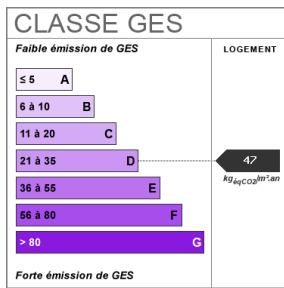 CLASSE GES
Faible émission de GES
LOGEMENT
≤ 5 A
6 à 10 B
11 à 20 C
21 à 35 D
47
kgéqCO2/m².an
36 à 55 E
56 à 80 F
> 80 G
Forte émission de GES